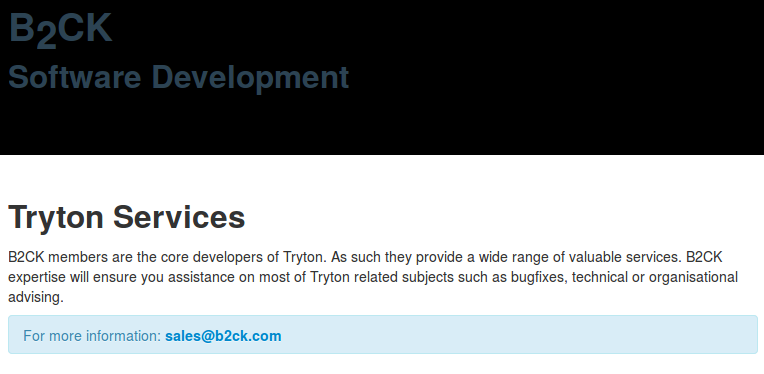 B2CK
Software Development
Tryton Services
B2CK members are the core developers of Tryton. As such they provide a wide range of valuable services. B2CK
expertise will ensure you assistance on most of Tryton related subjects such as bugfixes, technical or organisational
advising.
For more information: sales@b2ck.com